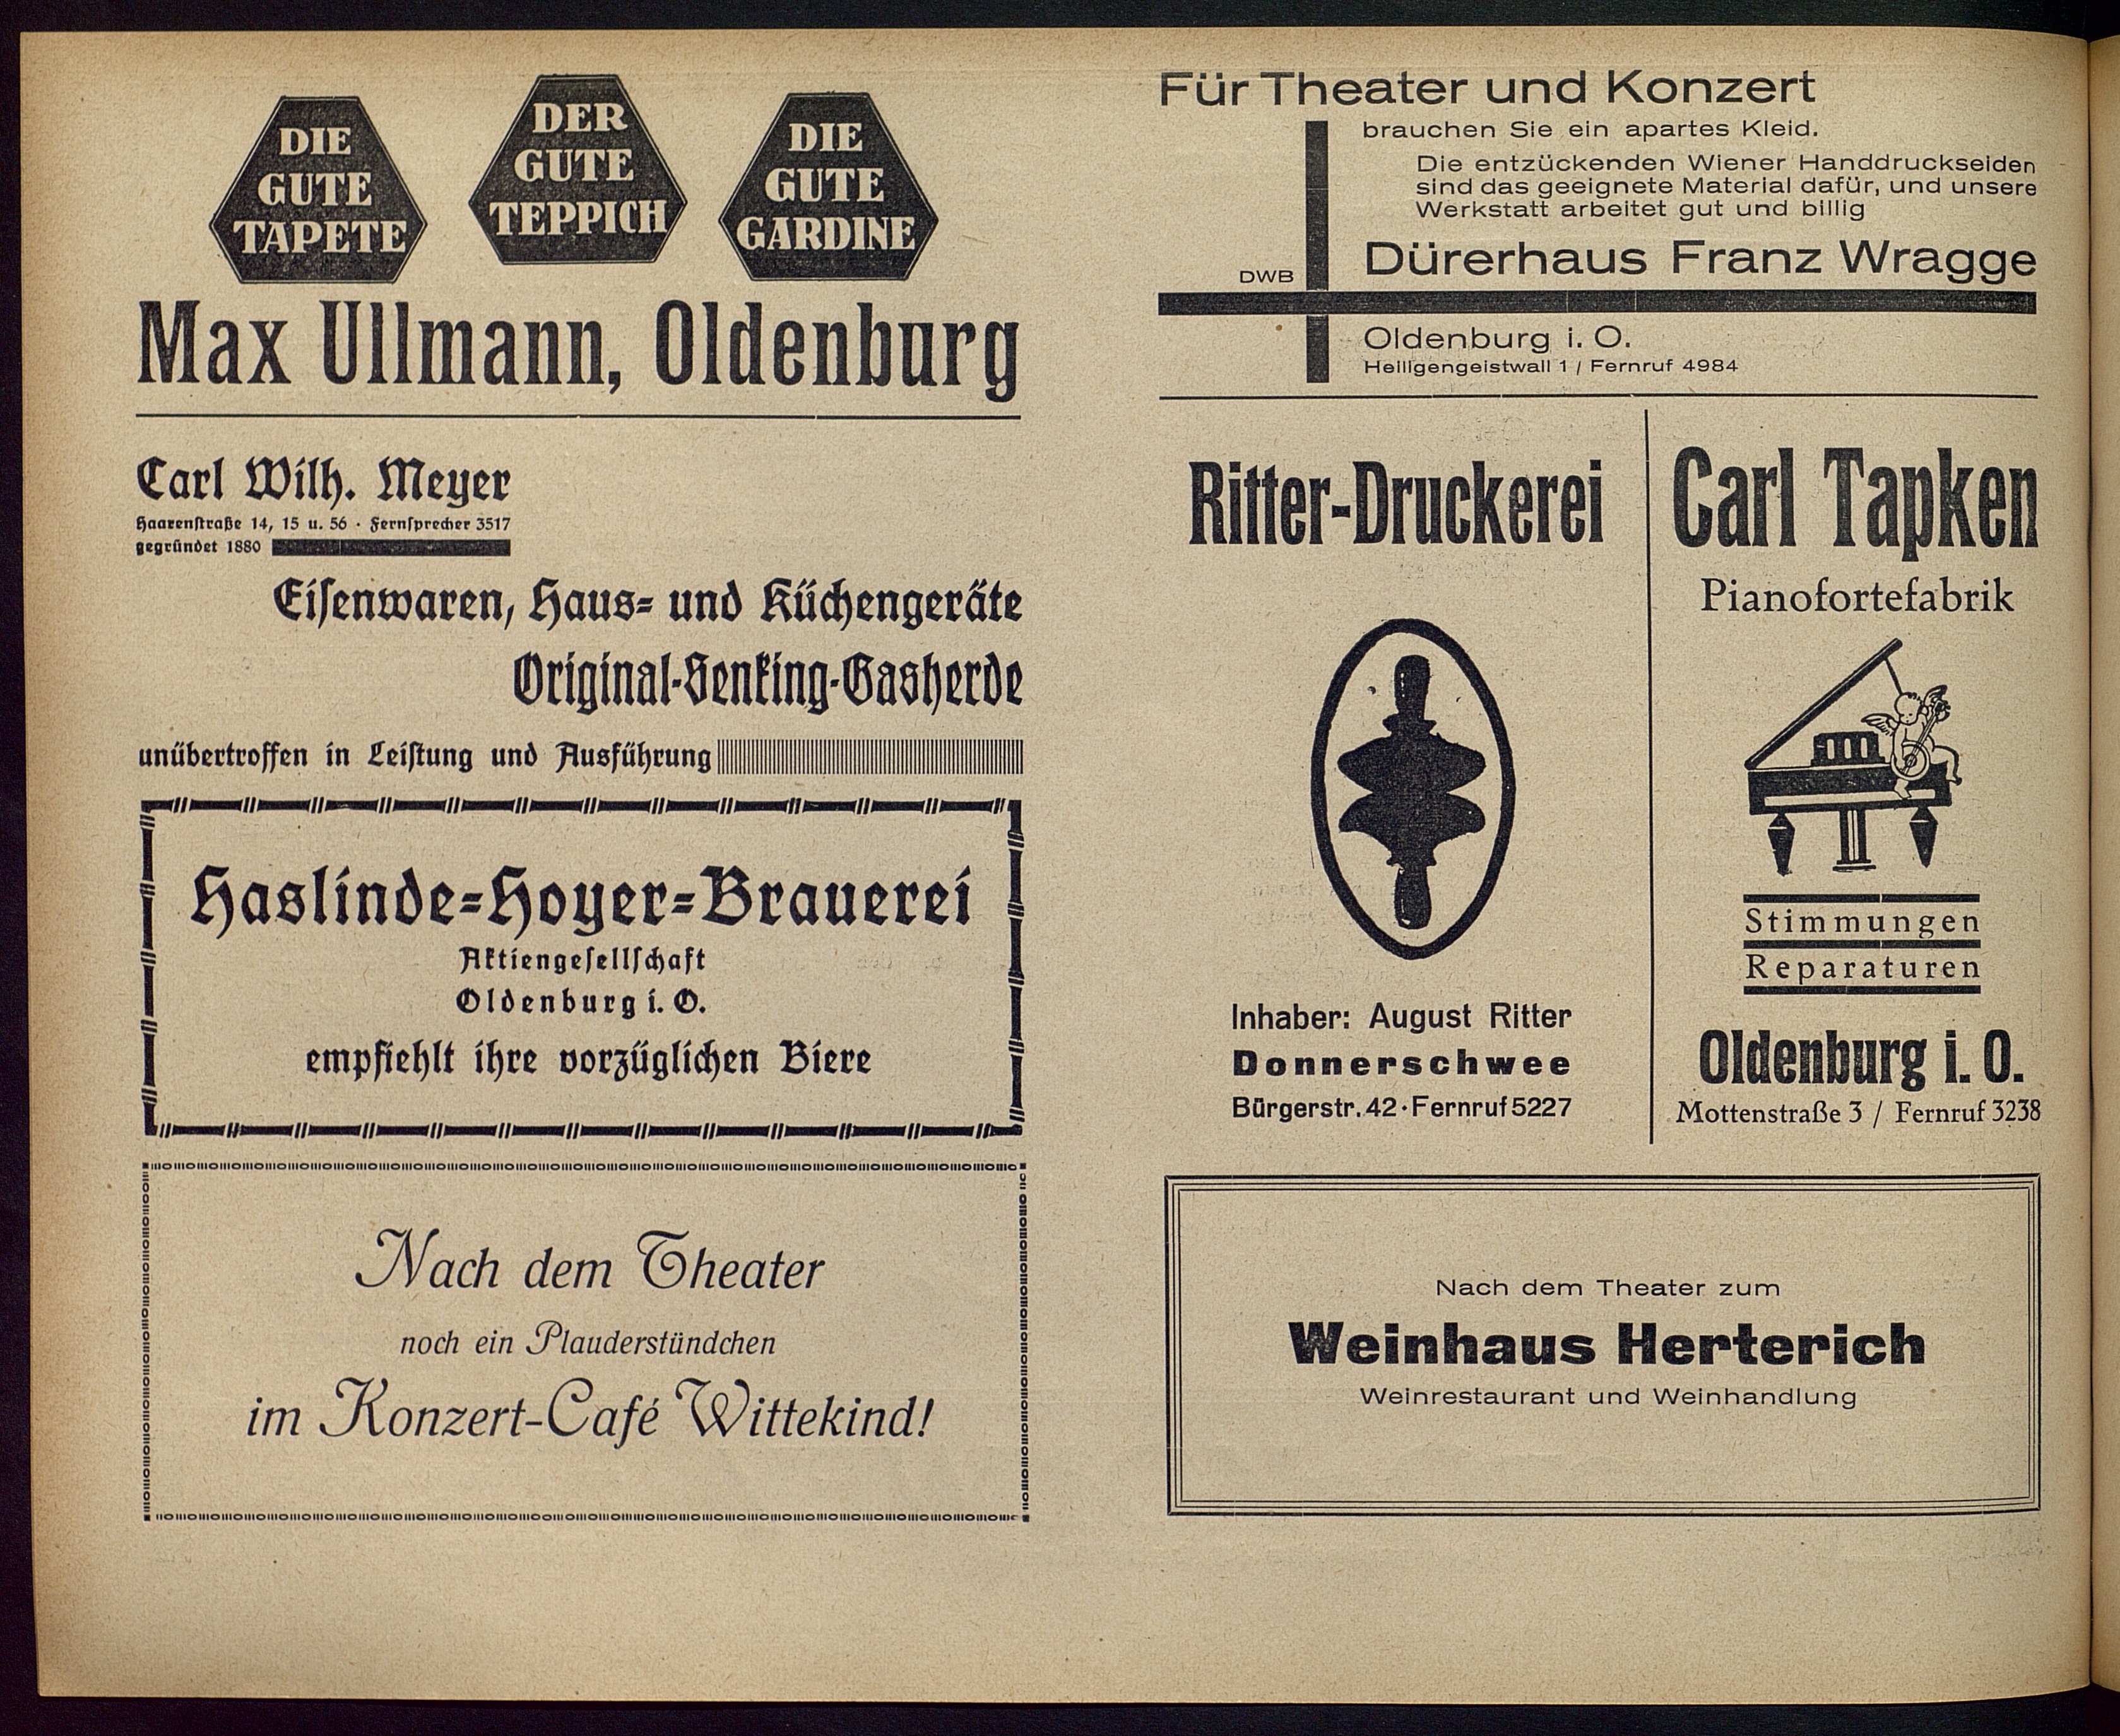 DIE
GUTE
TAPETE
DER
GUTE
TEPPICH
DIE
GUTE
GARDINE
Max Ullmann, Oldenburg
Carl Wilh. Meyer
Haarenſtraße 14, 15 u. 56 · Fernſprecher 3517
gegründet 1880
Eiſenwaren, Haus- und Küchengeräte
Original-Senking-Gasherde
unübertroffen in Leiſtung und Ausführung
Haslinde-Hoyer-Brauerei
Aktiengeſellſchaft
Oldenburg i. O.
empfiehlt ihre vorzüglichen Biere
Nach dem Theater
noch ein Plauderstündchen
im Konzert-Café Wittekind!
Für Theater und Konzert
brauchen Sie ein apartes Kleid.
Die entzückenden Wiener Handdruckseiden
sind das geeignete Material dafür, und unsere
Werkstatt arbeitet gut und billig
Dürerhaus Franz Wragge
DWB
Oldenburg i. O.
Heiligengeistwall 1 / Fernruf 4984
Ritter-Druckerei
Inhaber: August Ritter
Donnerschwee
Bürgerstr. 42 · Fernruf 5227
Carl Tapken
Pianofortefabrik
Stimmungen
Reparaturen
Oldenburg i. O.
Mottenstraße 3 / Fernruf 3238
Nach dem Theater zum
Weinhaus Herterich
Weinrestaurant und Weinhandlung